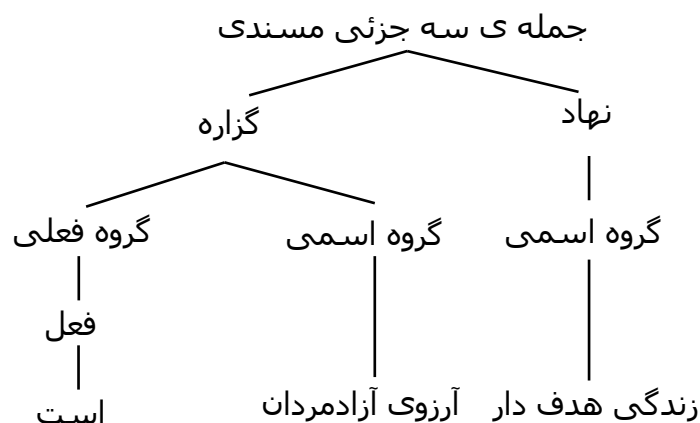 جمله ی سه جزئی مسندی
نهاد
گزاره
گروه اسمی
گروه اسمی
گروه فعلی
فعل
زندگی هدف دار
آرزوی آزادمردان
است